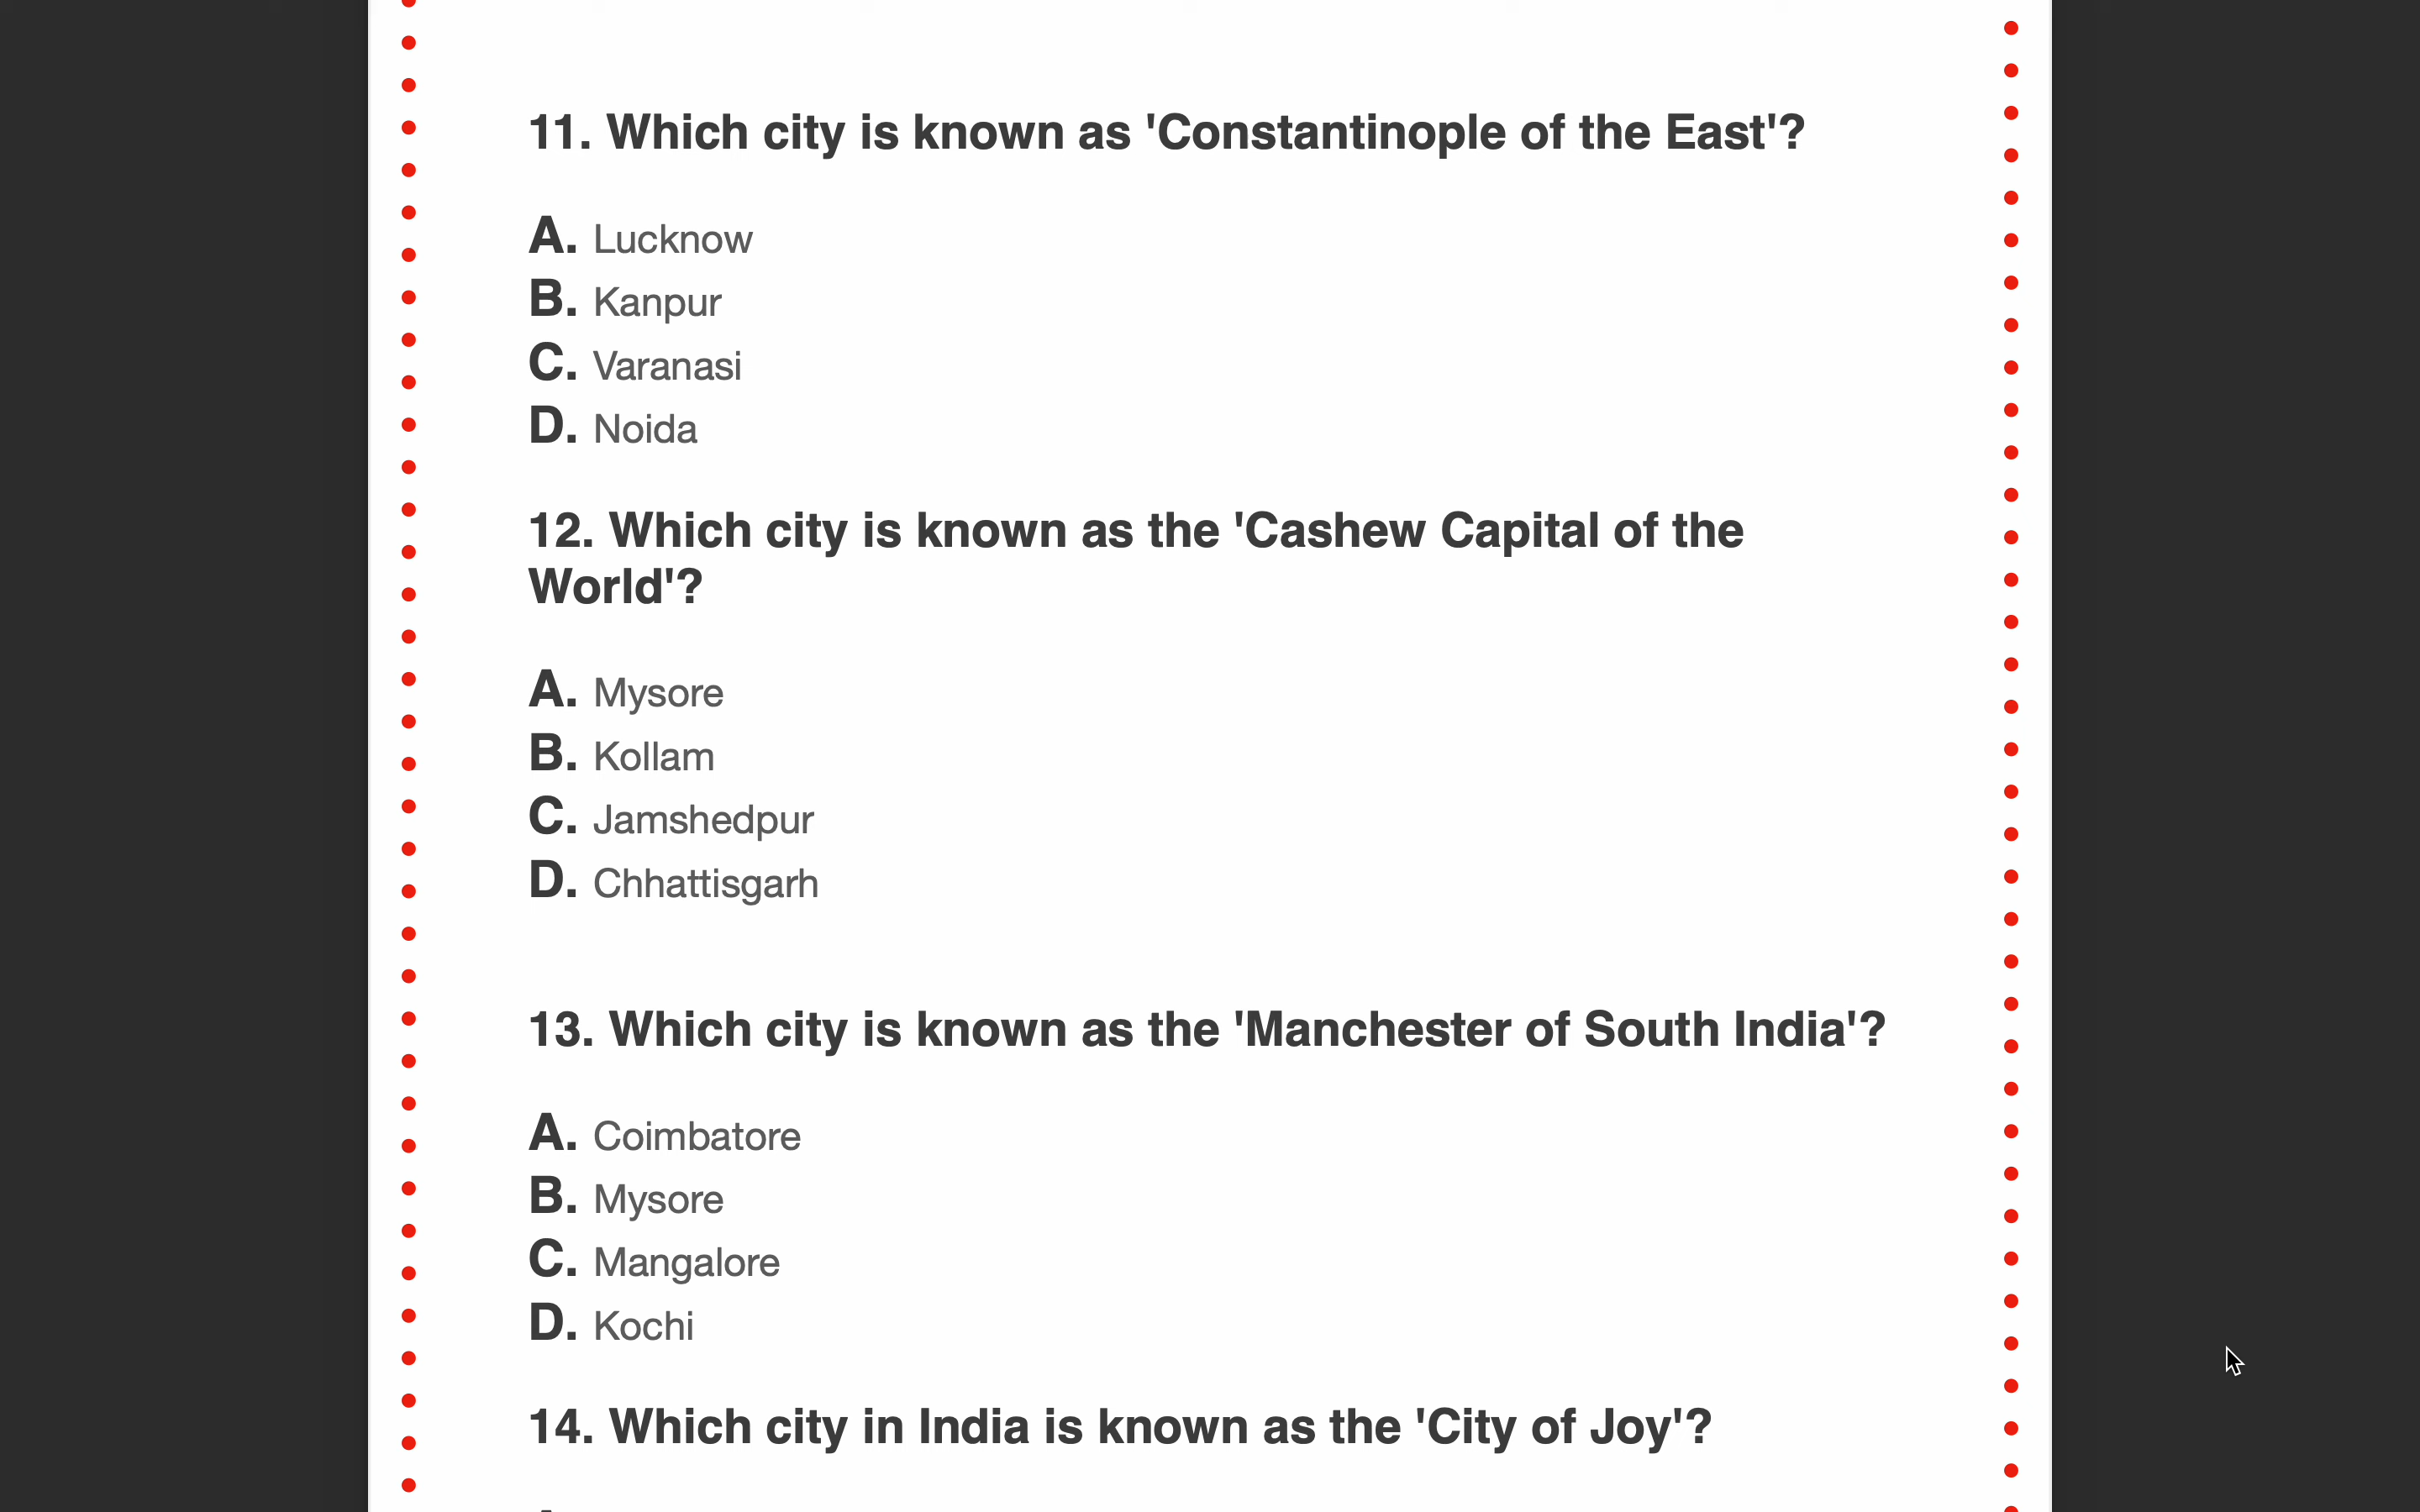 11. Which city is known as 'Constantinople of the East'?
A. Lucknow
B. Kanpur
C. Varanasi
D. Noida
12. Which city is known as the 'Cashew Capital of the
World'?
A. Mysore
B. Kollam
C. Jamshedpur
D. Chhattisgarh
13. Which city is known as the 'Manchester of South India'?
A. Coimbatore
B. Mysore
C. Mangalore
D. Kochi
14. Which city in India is known as the 'City of Joy'?